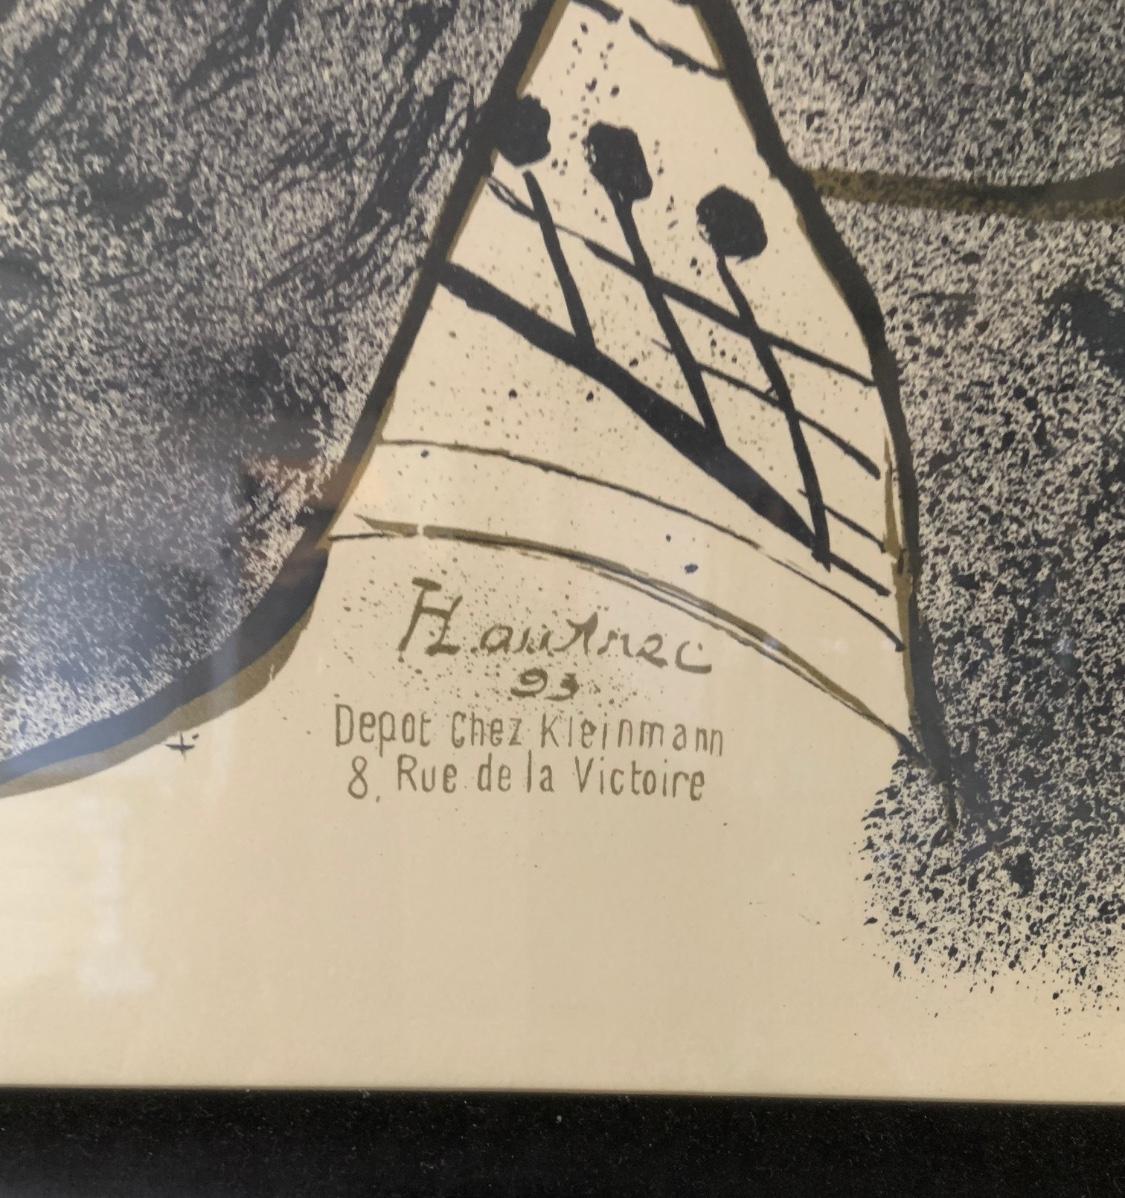 HLautrec
93
Depot Chez Kleinmann
8, Rue de la Victoire